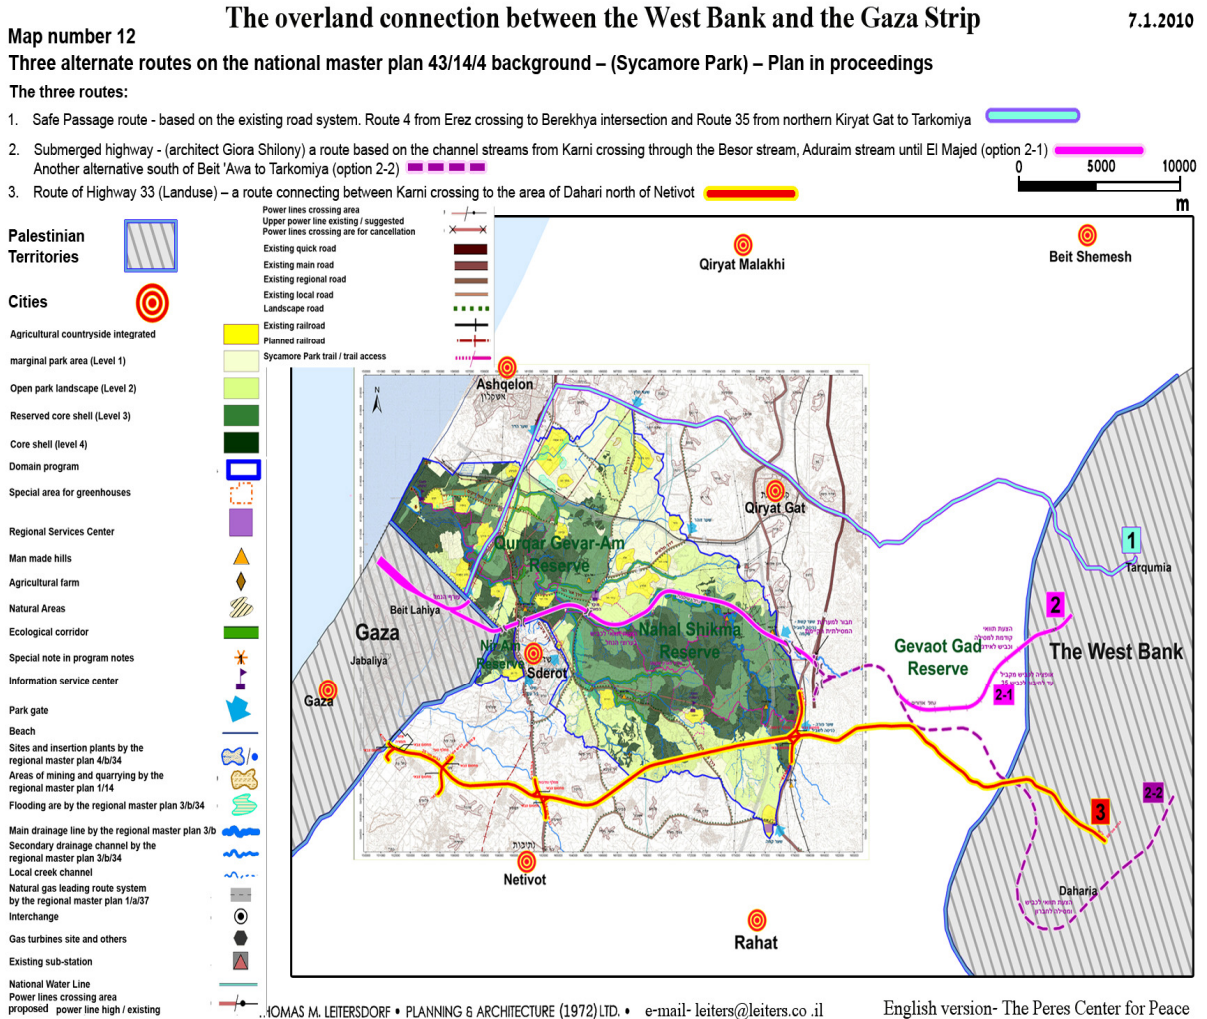 The overland connection between the West Bank and the Gaza Strip
7.1.2010
Map number 12
Three alternate routes on the national master plan 43/14/4 background – (Sycamore Park) – Plan in proceedings
The three routes:
1. Safe Passage route - based on the existing road system. Route 4 from Erez crossing to Berekhya intersection and Route 35 from northern Kiryat Gat to Tarkomiya
2. Submerged highway - (architect Giora Shilony) a route based on the channel streams from Karni crossing through the Besor stream, Aduraim stream until El Majed (option 2-1)
Another alternative south of Beit 'Awa to Tarkomiya (option 2-2)
3. Route of Highway 33 (Landuse) – a route connecting between Karni crossing to the area of Dahari north of Netivot
0 5000 10000
m
Palestinian
Territories
Cities
Agricultural countryside integrated
marginal park area (Level 1)
Open park landscape (Level 2)
Reserved core shell (Level 3)
Core shell (level 4)
Domain program
Special area for greenhouses
Regional Services Center
Man made hills
Agricultural farm
Natural Areas
Ecological corridor
Special note in program notes
Information service center
Park gate
Beach
Sites and insertion plants by the
regional master plan 4/b/34
Areas of mining and quarrying by the
regional master plan 1/14
Flooding are by the regional master plan 3/b/34
Main drainage line by the regional master plan 3/b
Secondary drainage channel by the
regional master plan 3/b/34
Local creek channel
Natural gas leading route system
by the regional master plan 1/a/37
Interchange
Gas turbines site and others
Existing sub-station
National Water Line
Power lines crossing area
proposed power line high / existing
Power lines crossing area
Upper power line existing / suggested
Power lines crossing are for cancellation
Existing quick road
Existing main road
Existing regional road
Existing local road
Landscape road
Existing railroad
Planned railroad
Sycamore Park trail / trail access
Qiryat Malakhi
Beit Shemesh
N
Ashqelon
אשקלון
Qiryat Gat
Qurqar Gevar-Am
Reserve
1
Tarqumia
Beit Lahiya
2
Gaza
Nahal Shikma
Reserve
Nir-Am
Reserve
Gevaot Gad
Reserve
The West Bank
Jabaliya
Sderot
2-1
Gaza
2-2
3
נתיבות
Netivot
Daharia
Rahat
HOMAS M. LEITERSDORF • PLANNING & ARCHITECTURE (1972) LTD. • e-mail- leiters@leiters.co .il
English version- The Peres Center for Peace